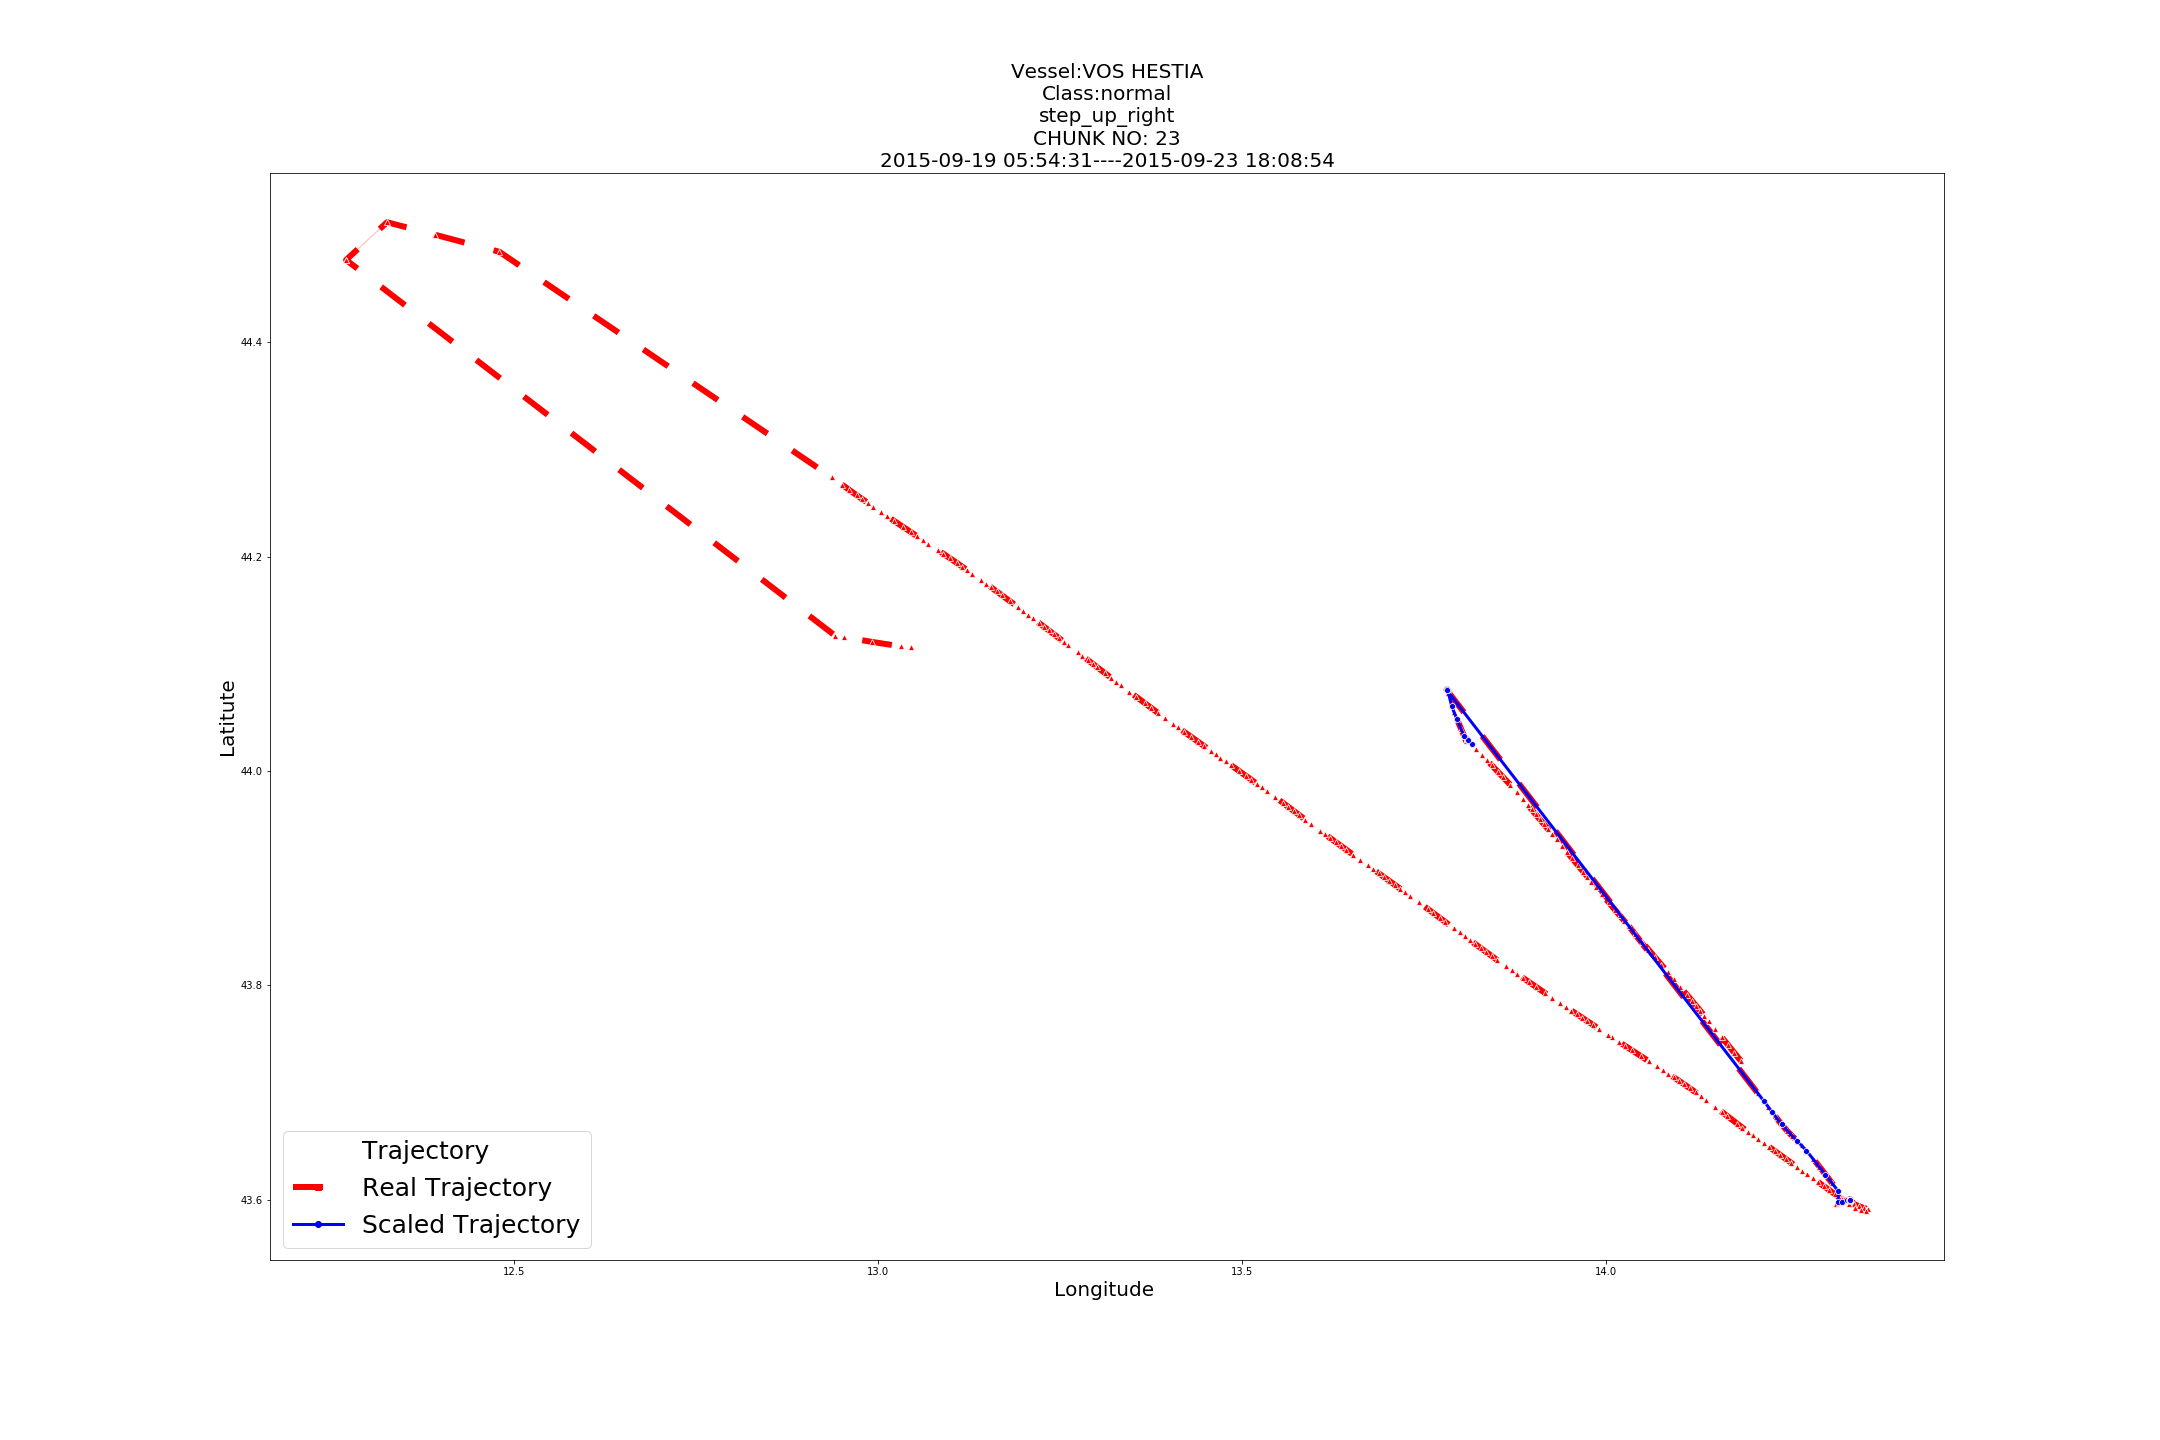 Vessel:VOS HESTIA
Class:normal
step_up_right
CHUNK NO: 23
2015-09-19 05:54:31----2015-09-23 18:08:54
Latitute
44.4
44.2
44.0
43.8
43.6
Trajectory
Real Trajectory
Scaled Trajectory
12.5 13.0 13.5 14.0
Longitude